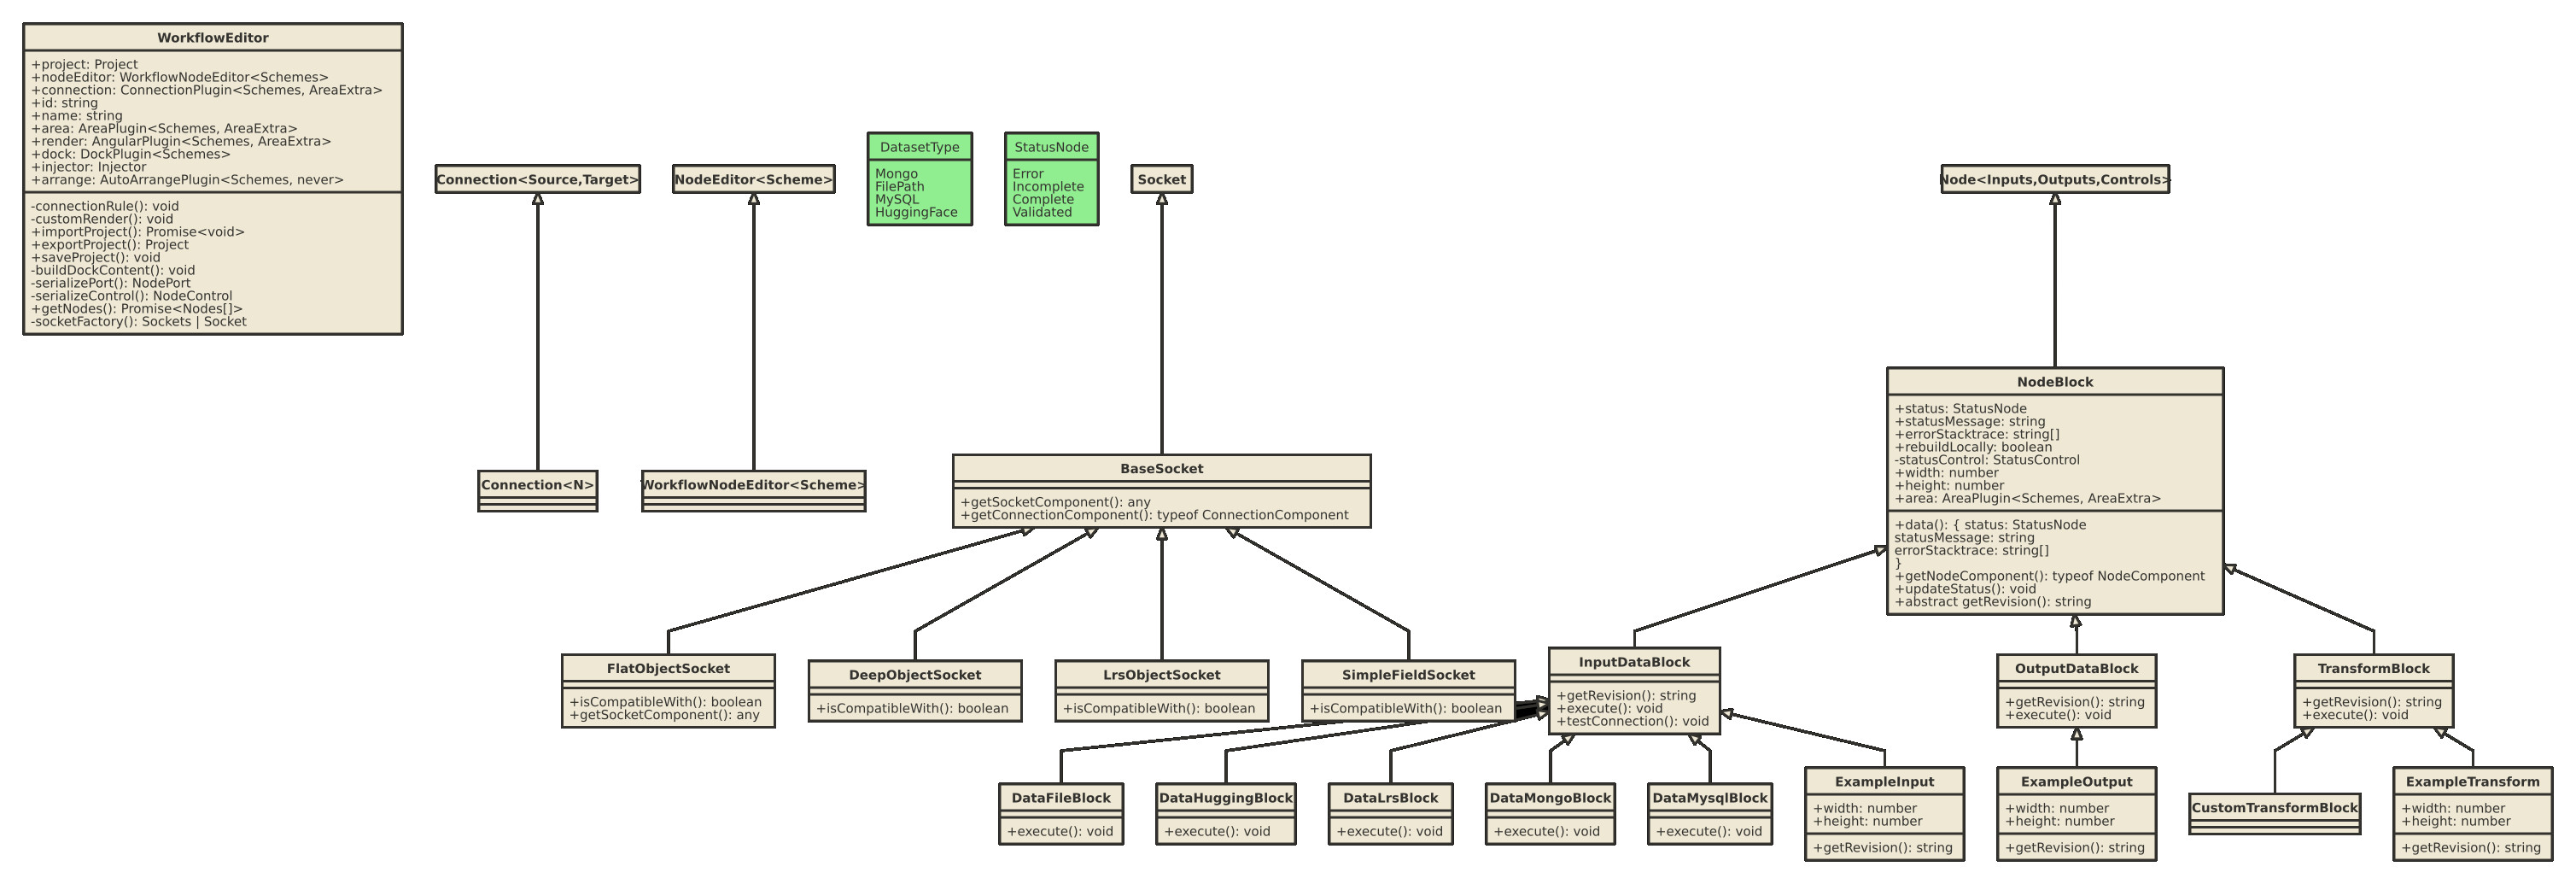 WorkflowEditor
+project: Project
+nodeEditor: WorkflowNodeEditor<Schemes>
+connection: ConnectionPlugin<Schemes, AreaExtra>
+id: string
+name: string
+area: AreaPlugin<Schemes, AreaExtra>
+render: AngularPlugin<Schemes, AreaExtra>
+dock: DockPlugin<Schemes>
+injector: Injector
+arrange: AutoArrangePlugin<Schemes, never>
-connectionRule(): void
-customRender(): void
+importProject(): Promise<void>
+exportProject(): Project
+saveProject(): void
-buildDockContent(): void
-serializePort(): NodePort
-serializeControl(): NodeControl
+getNodes(): Promise<Nodes[]>
-socketFactory(): Sockets | Socket
Connection<Source,Target>
NodeEditor<Scheme>
DatasetType
Mongo
FilePath
MySQL
HuggingFace
StatusNode
Error
Incomplete
Complete
Validated
Socket
Node<Inputs,Outputs,Controls>
Connection<N>
WorkflowNodeEditor<Scheme>
BaseSocket
+getSocketComponent(): any
+getConnectionComponent(): typeof ConnectionComponent
NodeBlock
+status: StatusNode
+statusMessage: string
+errorStacktrace: string[]
+rebuildLocally: boolean
-statusControl: StatusControl
+width: number
+height: number
+area: AreaPlugin<Schemes, AreaExtra>
+data(): { status: StatusNode
statusMessage: string
errorStacktrace: string[]
}
+getNodeComponent(): typeof NodeComponent
+updateStatus(): void
+abstract getRevision(): string
FlatObjectSocket
+isCompatibleWith(): boolean
+getSocketComponent(): any
DeepObjectSocket
+isCompatibleWith(): boolean
LrsObjectSocket
+isCompatibleWith(): boolean
SimpleFieldSocket
+isCompatibleWith(): boolean
InputDataBlock
+getRevision(): string
+execute(): void
+testConnection(): void
OutputDataBlock
+getRevision(): string
+execute(): void
TransformBlock
+getRevision(): string
+execute(): void
DataFileBlock
+execute(): void
DataHuggingBlock
+execute(): void
DataLrsBlock
+execute(): void
DataMongoBlock
+execute(): void
DataMysqlBlock
+execute(): void
ExampleInput
+width: number
+height: number
+getRevision(): string
ExampleOutput
+width: number
+height: number
+getRevision(): string
CustomTransformBlock
ExampleTransform
+width: number
+height: number
+getRevision(): string